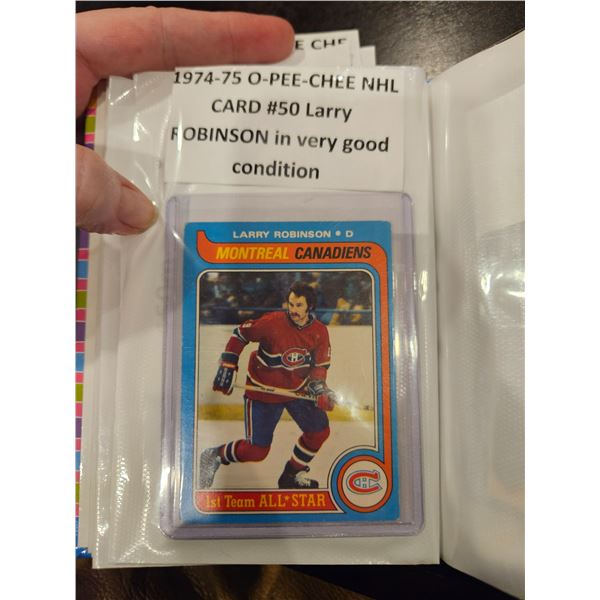 E CHE
1974-75 O-PEE-CHEE NHL
CARD #50 Larry
ROBINSON in very good
condition
LARRY ROBINSON • D
MONTREAL CANADIENS
1st Team ALL★STAR